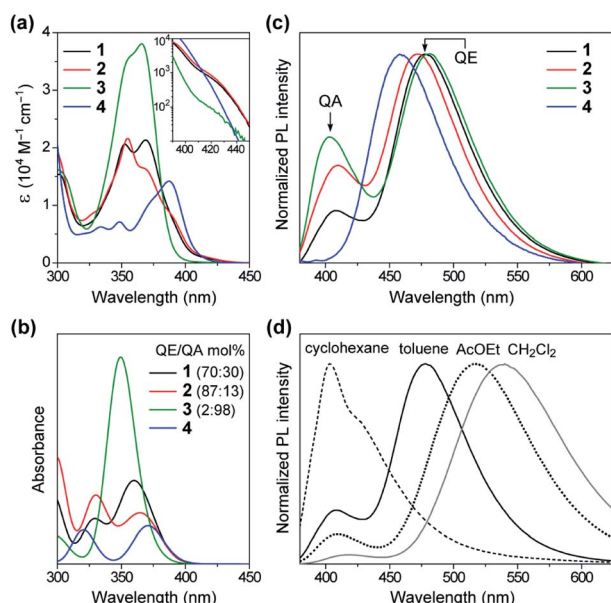 (a)
ε (10⁴ M⁻¹ cm⁻¹)
4
3
2
1
0
1
2
3
4
10⁴
10³
10²
10¹
400 420 440
300 350 400 450
Wavelength (nm)
(c)
Normalized PL intensity
1
2
3
4
QA
QE
400 450 500 550 600
Wavelength (nm)
(b)
Absorbance
QE/QA mol%
1 (70:30)
2 (87:13)
3 (2:98)
4
300 350 400 450
Wavelength (nm)
(d)
Normalized PL intensity
cyclohexane toluene AcOEt CH₂Cl₂
400 450 500 550 600
Wavelength (nm)